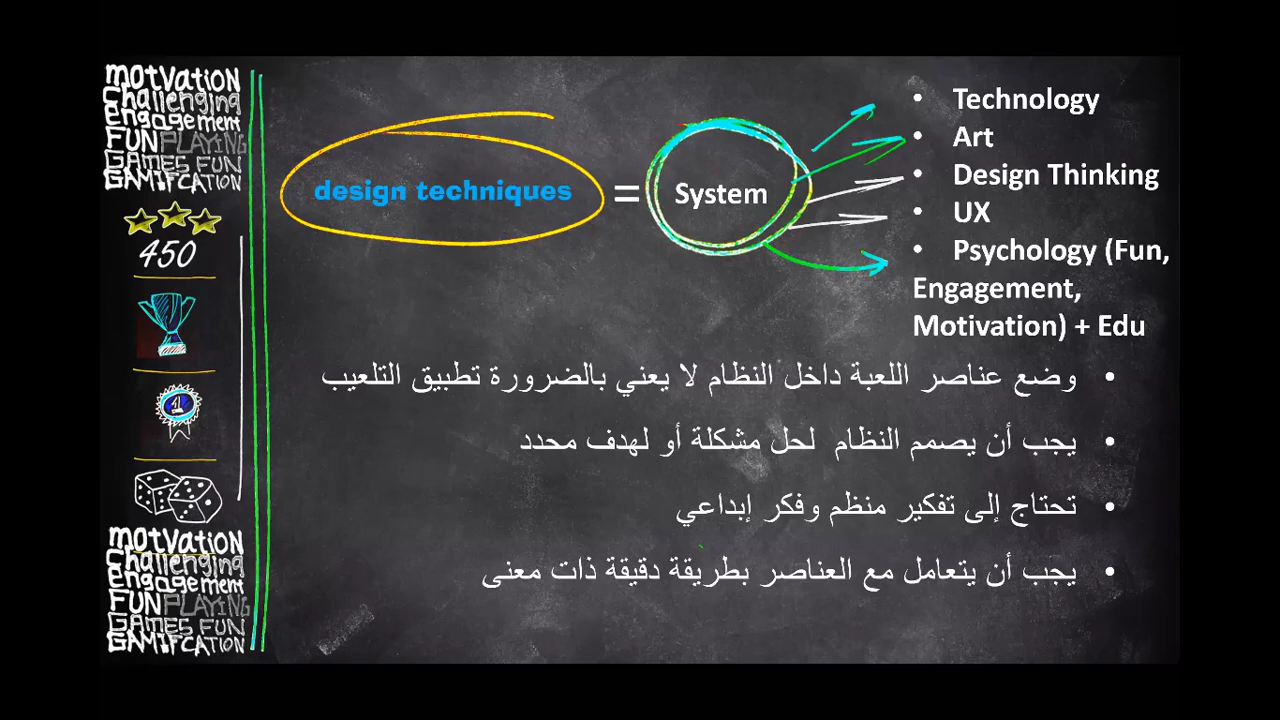 motvation
Challenging
Engagement
FUN PLAYING
GAMES FUN
GAMIFCATION
450
1
motvation
Challenging
Engagement
FUN PLAYING
GAMES FUN
GAMIFCATION
design techniques = System
• Technology
• Art
• Design Thinking
• UX
• Psychology (Fun,
Engagement,
Motivation) + Edu
• وضع عناصر اللعبة داخل النظام لا يعني بالضرورة تطبيق التلعيب
• يجب أن يصمم النظام لحل مشكلة أو لهدف محدد
• تحتاج إلى تفكير منظم وفكر إبداعي
• يجب أن يتعامل مع العناصر بطريقة دقيقة ذات معنى